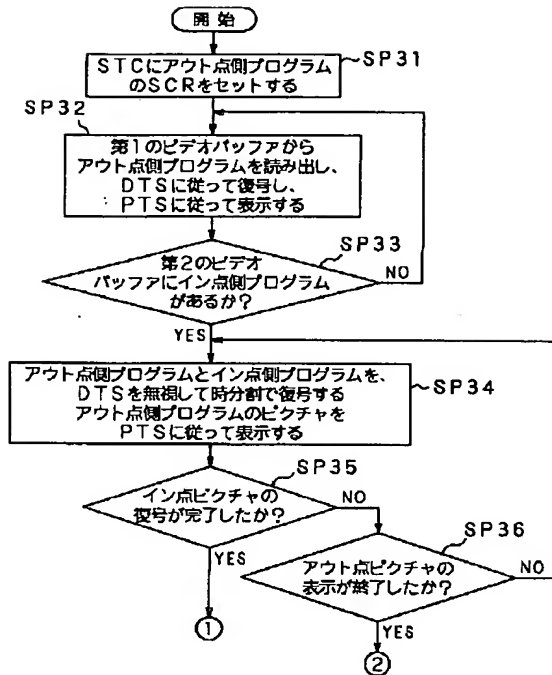 開始
STCにアウト点側プログラム
のSCRをセットする
SP31
SP32
第1のビデオバッファから
アウト点側プログラムを読み出し、
DTSに従って復号し、
PTSに従って表示する
SP33
第2のビデオ
バッファにイン点側プログラム
があるか?
NO
YES
アウト点側プログラムとイン点側プログラムを、
DTSを無視して時分割で復号する
アウト点側プログラムのピクチャを
PTSに従って表示する
SP34
SP35
イン点ピクチャの
復号が完了したか?
NO
YES
SP36
アウト点ピクチャの
表示が終了したか?
NO
YES
①
②